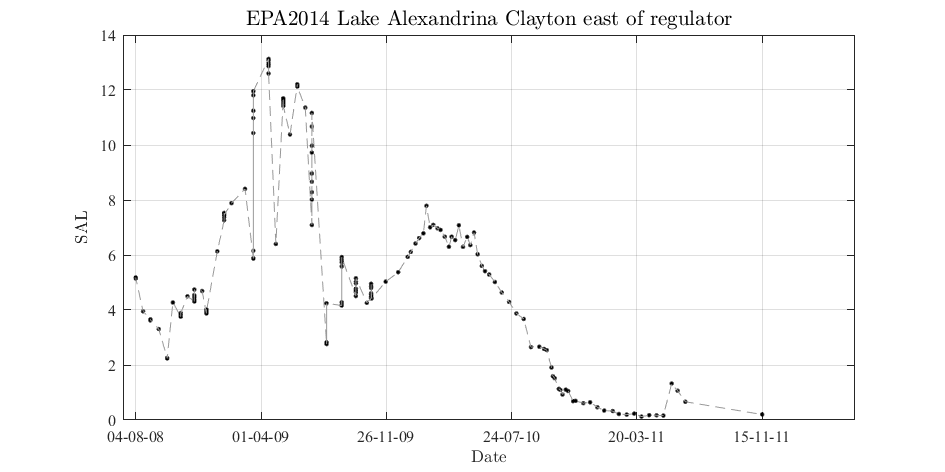 EPA2014 Lake Alexandrina Clayton east of regulator
14
12
10
8
6
4
2
0
SAL
04-08-08 01-04-09 26-11-09 24-07-10 20-03-11 15-11-11
Date